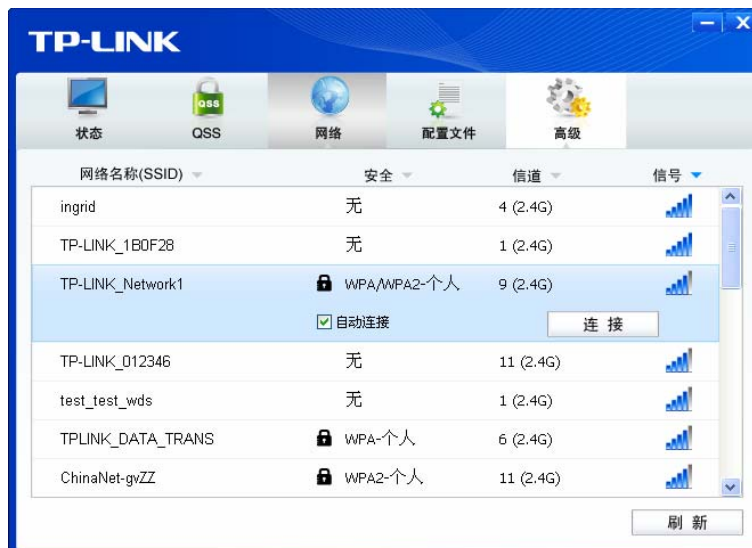 TP-LINK
状态 QSS 网络 配置文件 高级
网络名称(SSID) 安全 信道 信号
ingrid 无 4 (2.4G)
TP-LINK_1B0F28 无 1 (2.4G)
TP-LINK_Network1 WPA/WPA2-个人 9 (2.4G)
自动连接 连 接
TP-LINK_012346 无 11 (2.4G)
test_test_wds 无 1 (2.4G)
TPLINK_DATA_TRANS WPA-个人 6 (2.4G)
ChinaNet-gvZZ WPA2-个人 11 (2.4G)
刷 新